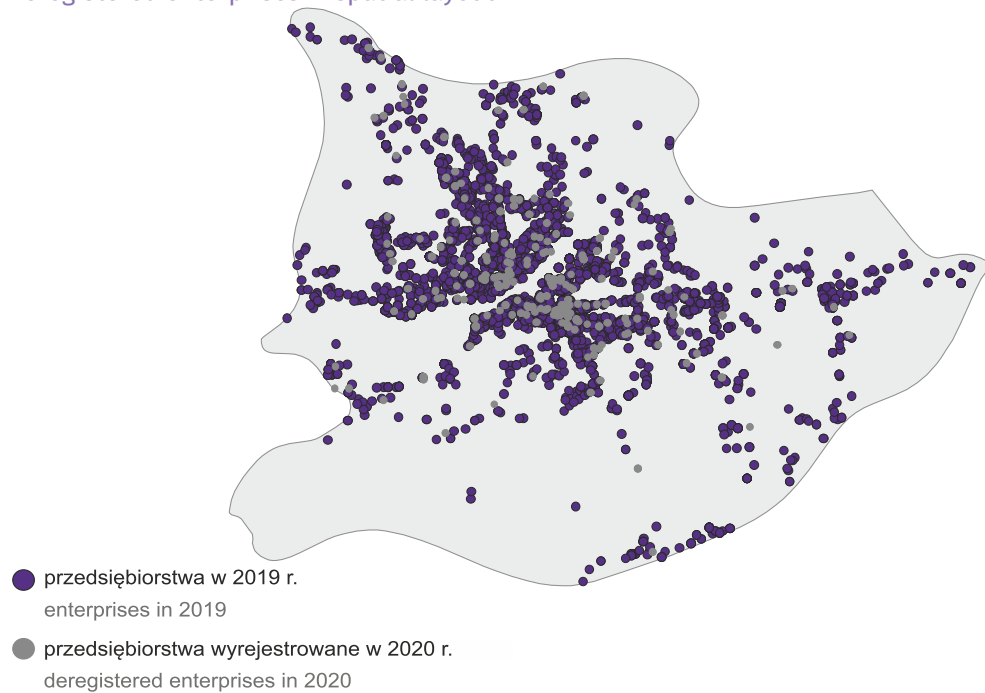 przedsiębiorstwa w 2019 r.
enterprises in 2019
przedsiębiorstwa wyrejestrowane w 2020 r.
deregistered enterprises in 2020